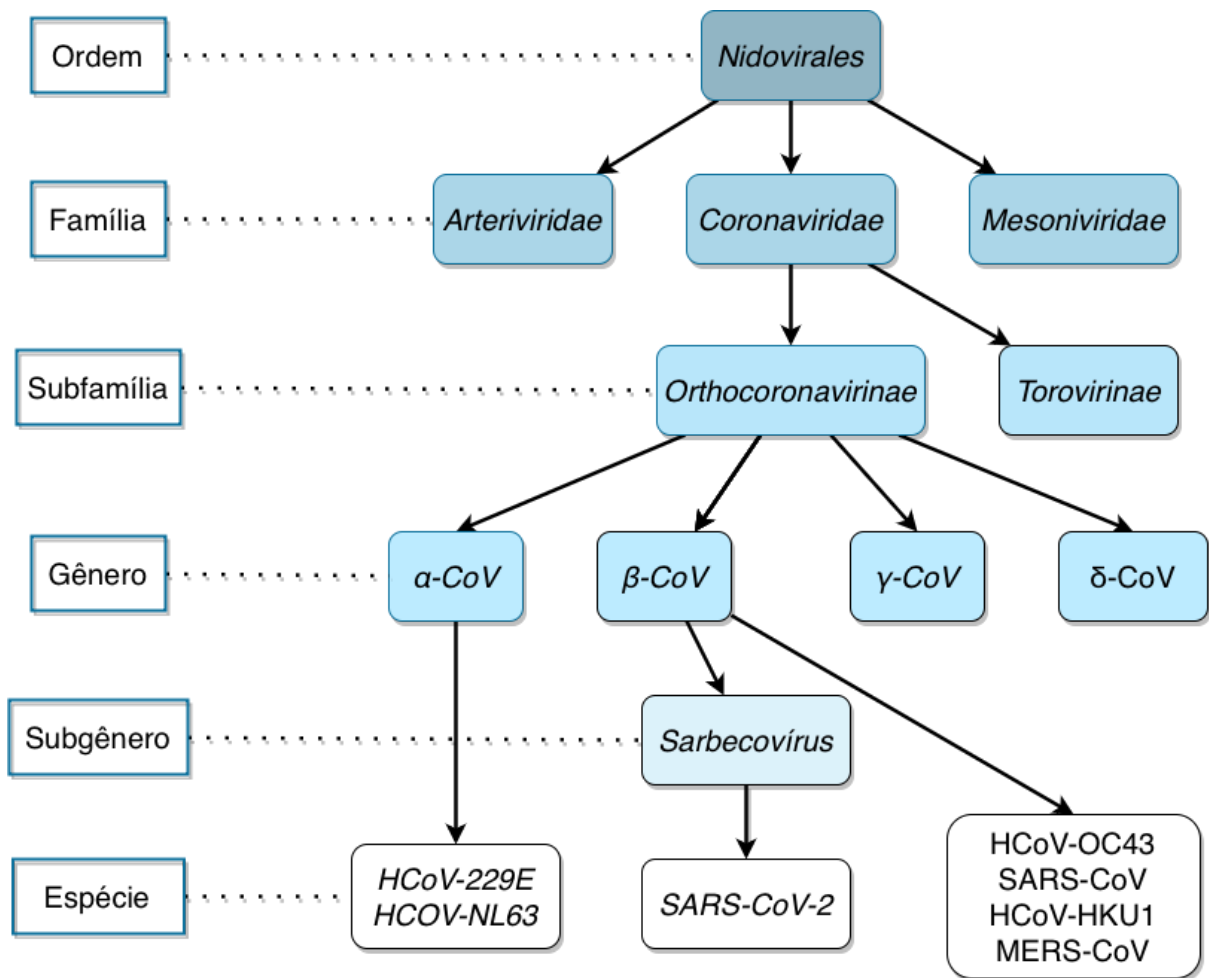 Ordem
Nidovirales
Família
Arteriviridae
Coronaviridae
Mesoniviridae
Subfamília
Orthocoronavirinae
Torovirinae
Gênero
α-CoV
β-CoV
γ-CoV
δ-CoV
Subgênero
Sarbecovírus
Espécie
HCoV-229E
HCOV-NL63
SARS-CoV-2
HCoV-OC43
SARS-CoV
HCoV-HKU1
MERS-CoV